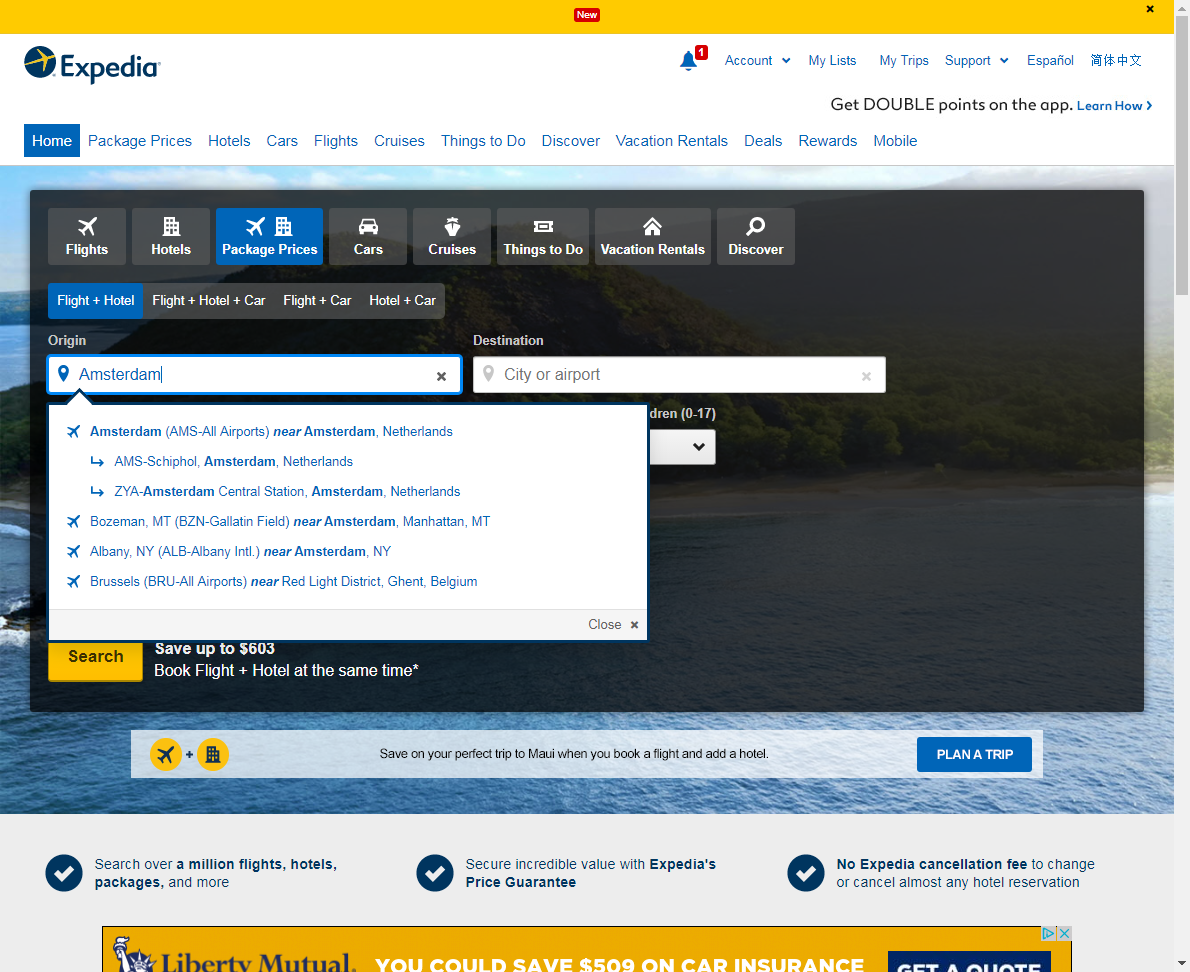 New
Expedia
1
Account
My Lists
My Trips
Support
Español
简体中文
Get DOUBLE points on the app. Learn How
Home
Package Prices
Hotels
Cars
Flights
Cruises
Things to Do
Discover
Vacation Rentals
Deals
Rewards
Mobile
Flights
Hotels
Package Prices
Cars
Cruises
Things to Do
Vacation Rentals
Discover
Flight + Hotel
Flight + Hotel + Car
Flight + Car
Hotel + Car
Origin
Destination
Amsterdam
City or airport
dren (0-17)
Amsterdam (AMS-All Airports) near Amsterdam, Netherlands
AMS-Schiphol, Amsterdam, Netherlands
ZYA-Amsterdam Central Station, Amsterdam, Netherlands
Bozeman, MT (BZN-Gallatin Field) near Amsterdam, Manhattan, MT
Albany, NY (ALB-Albany Intl.) near Amsterdam, NY
Brussels (BRU-All Airports) near Red Light District, Ghent, Belgium
Close
Search
Save up to $603
Book Flight + Hotel at the same time*
+
Save on your perfect trip to Maui when you book a flight and add a hotel.
PLAN A TRIP
Search over a million flights, hotels,
packages, and more
Secure incredible value with Expedia's
Price Guarantee
No Expedia cancellation fee to change
or cancel almost any hotel reservation
Liberty Mutual.
YOU COULD SAVE $509 ON CAR INSURANCE
GET A QUOTE